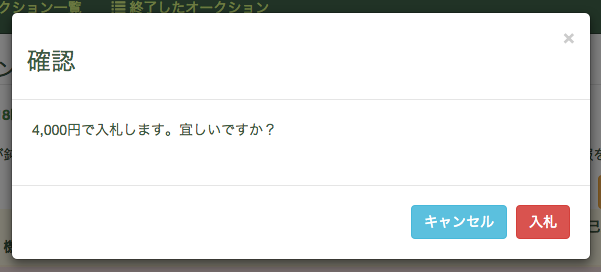 クション一覧 終了したオークション
×
確認
4,000円で入札します。宜しいですか？
キャンセル 入札